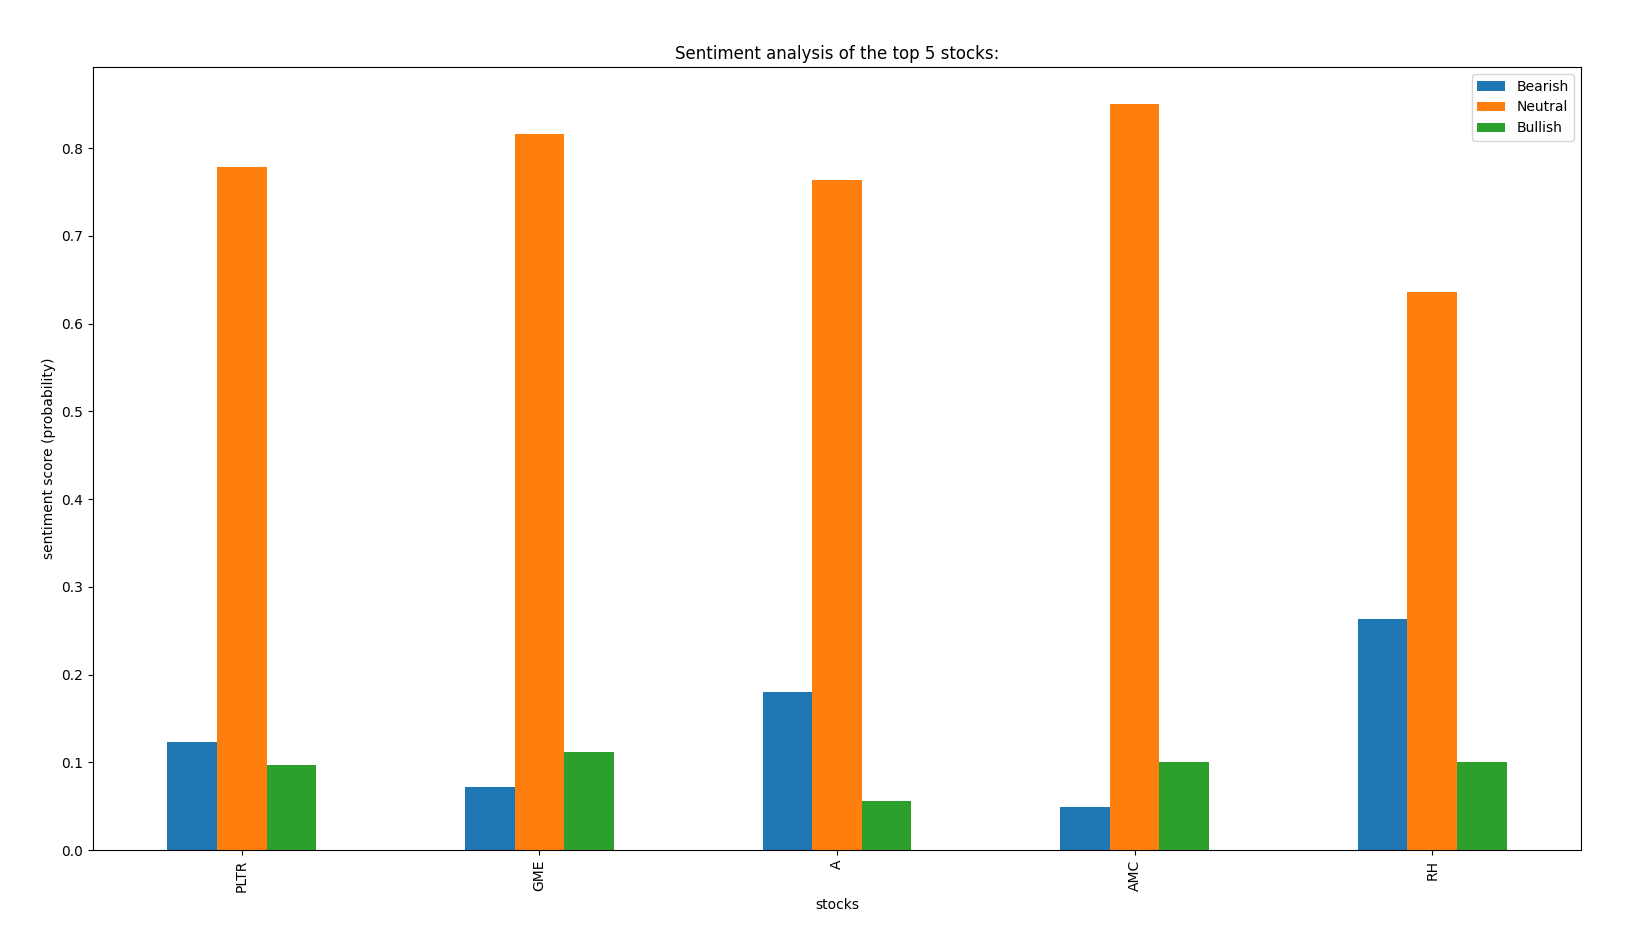 Sentiment analysis of the top 5 stocks:
Bearish
Neutral
Bullish
sentiment score (probability)
0.8
0.7
0.6
0.5
0.4
0.3
0.2
0.1
0.0
PLTR
GME
A
AMC
RH
stocks